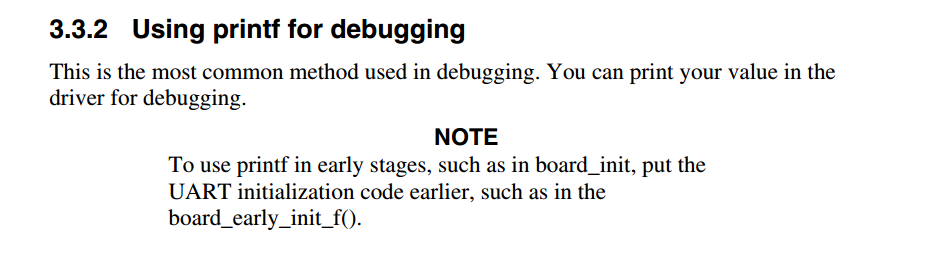 3.3.2 Using printf for debugging
This is the most common method used in debugging. You can print your value in the
driver for debugging.
NOTE
To use printf in early stages, such as in board_init, put the
UART initialization code earlier, such as in the
board_early_init_f().